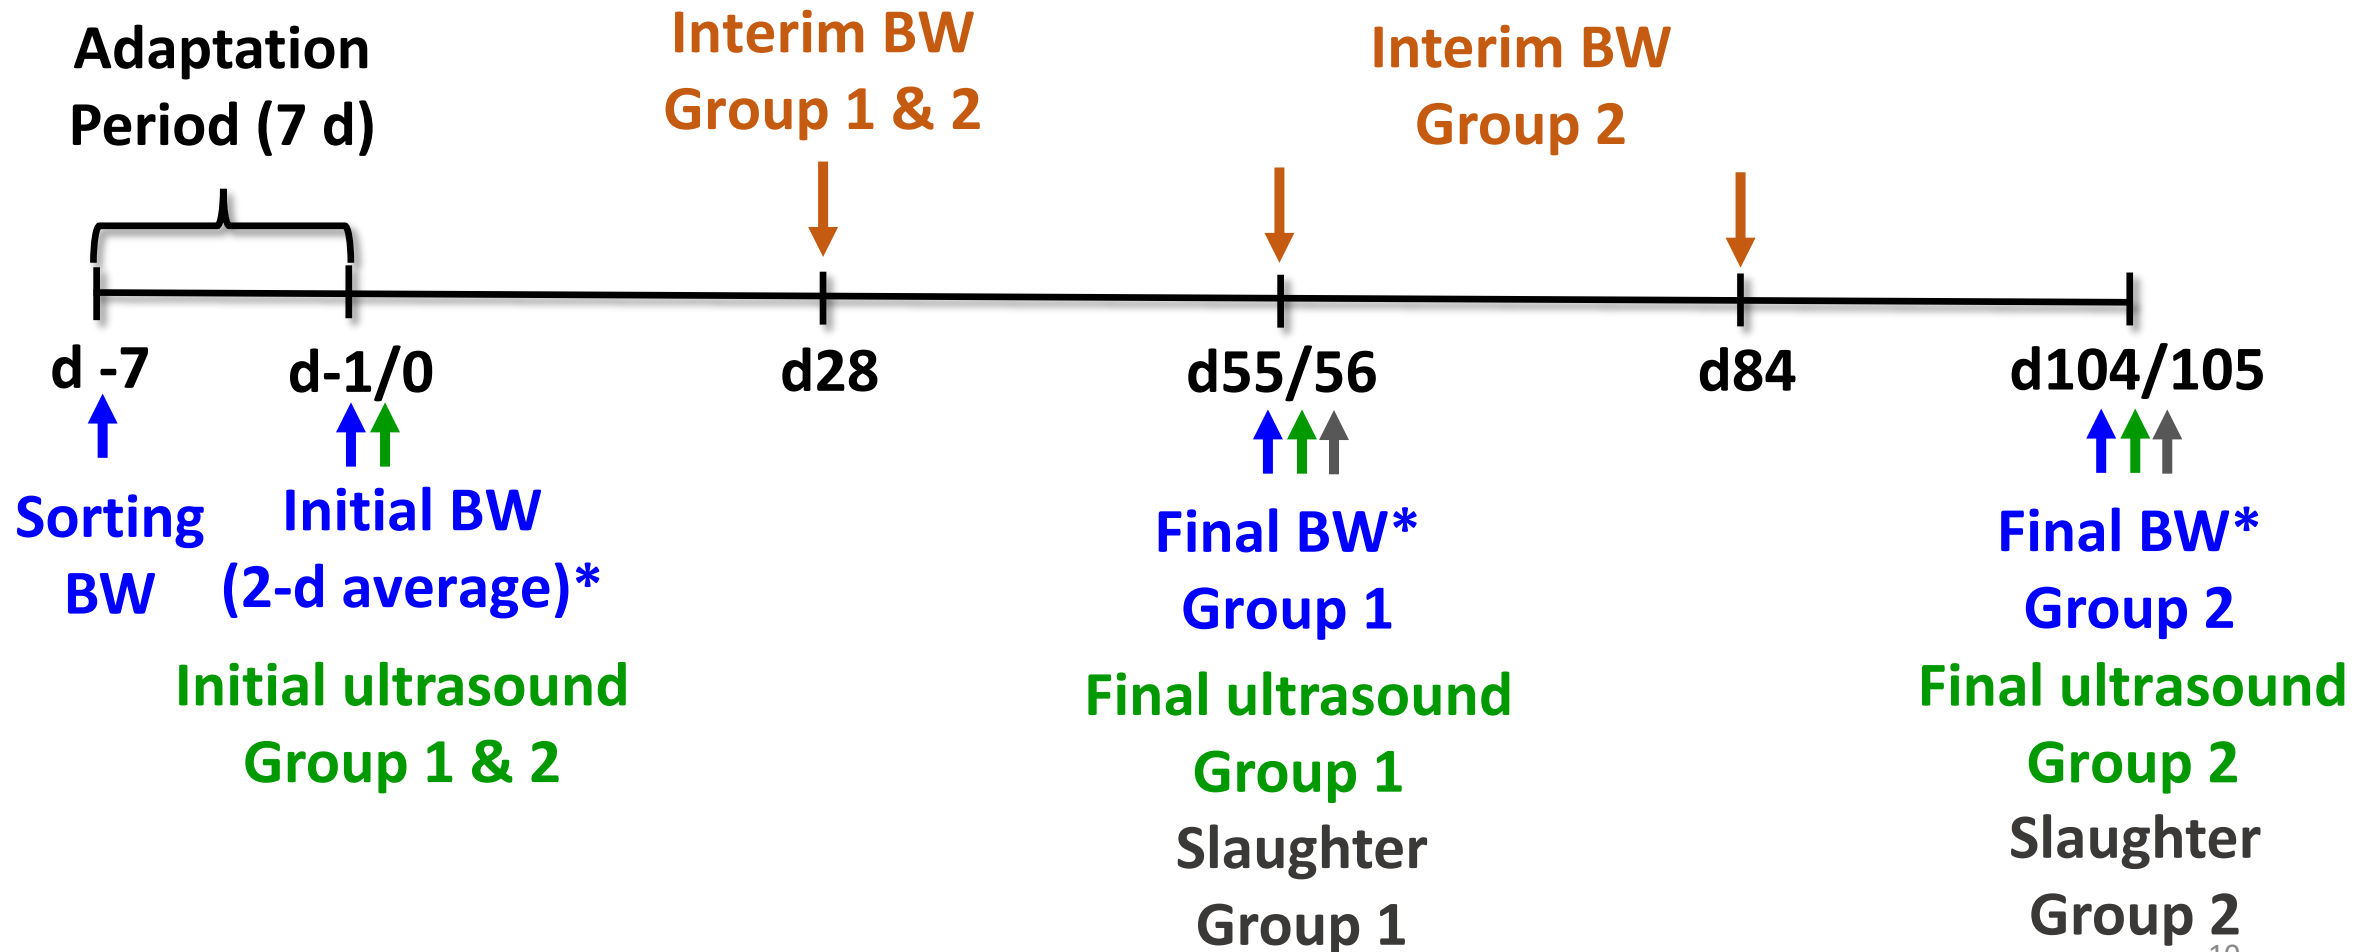 Adaptation
Period (7 d)
Interim BW
Group 1 & 2
Interim BW
Group 2
d -7
d-1/0
d28
d55/56
d84
d104/105
Sorting
BW
Initial BW
(2-d average)*
Initial ultrasound
Group 1 & 2
Final BW*
Group 1
Final ultrasound
Group 1
Slaughter
Group 1
Final BW*
Group 2
Final ultrasound
Group 2
Slaughter
Group 2